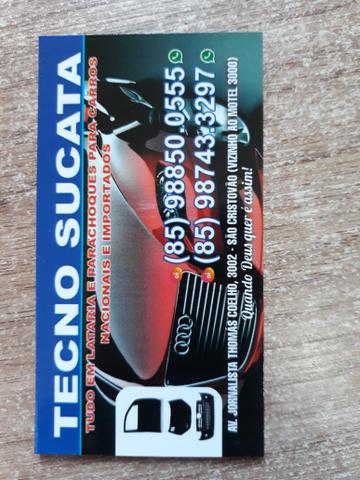 TECNO SUCATA
TUDO EM LATARIA E PARACHOQUES PARA CARROS
NACIONAIS E IMPORTADOS
(85) 98850.0555
(85) 98743.3297
AV. JORNALISTA THOMÁS COELHO, 3002 - SÃO CRISTOVÃO (VIZINHO AO MOTEL 3000)
Quando Deus quer é assim!